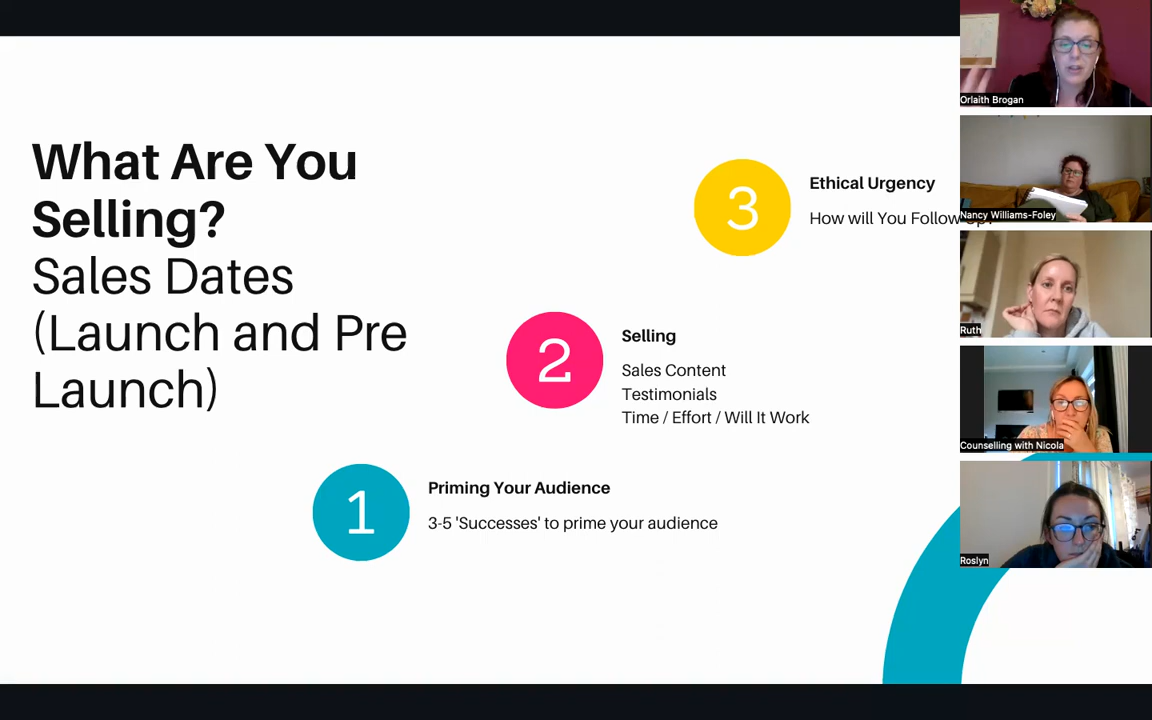 What Are You
Selling?
Sales Dates
(Launch and Pre
Launch)
3
Ethical Urgency
How will You Follow
2
Selling
Sales Content
Testimonials
Time / Effort / Will It Work
1
Priming Your Audience
3-5 'Successes' to prime your audience
Orlaith Brogan
Nancy Williams-Foley
Ruth
Counselling with Nicola
Roslyn